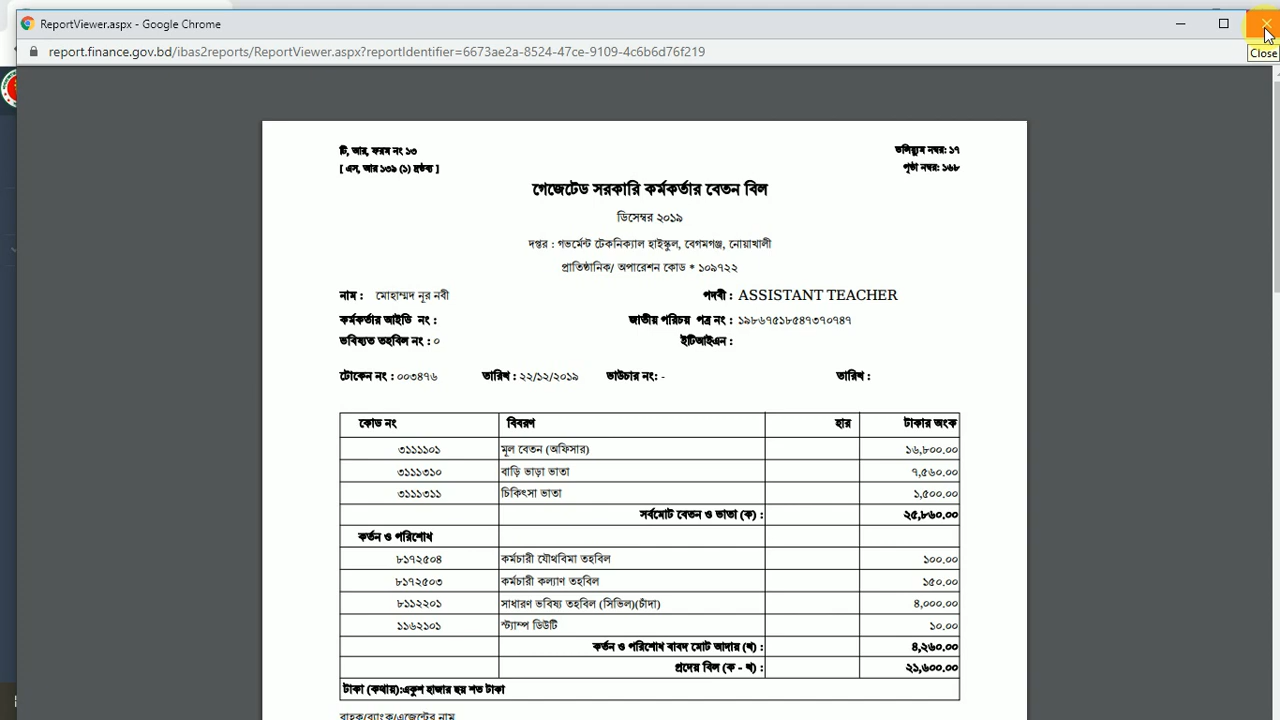 ReportViewer.aspx - Google Chrome
report.finance.gov.bd/ibas2reports/ReportViewer.aspx?reportIdentifier=6673ae2a-8524-47ce-9109-4c6b6d76f219
Close
টি, আর, ফরম নং ১৩ ভলিয়্যুম নম্বর: ১৭
[ এস, আর ১৩৯ (১) দ্রষ্টব্য ] পৃষ্ঠা নম্বর: ১৬৮
গেজেটেড সরকারি কর্মকর্তার বেতন বিল
ডিসেম্বর ২০১৯
দপ্তর : গভর্মেন্ট টেকনিক্যাল হাইস্কুল, বেগমগঞ্জ, নোয়াখালী
প্রাতিষ্ঠানিক/ অপারেশন কোড * ১০৯৭২২
নাম : মোহাম্মদ নূর নবী পদবী : ASSISTANT TEACHER
কর্মকর্তার আইডি নং : জাতীয় পরিচয় পত্র নং : ১৯৮৬৭৫১৮৫৪৭৩৭০৭৪৭
ভবিষ্যত তহবিল নং : ০ ইটিআইএন :
টোকেন নং : ০০৩৪৭৬ তারিখ : ২২/১২/২০১৯ ভাউচার নং: - তারিখ :
কোড নং বিবরণ হার টাকার অংক
৩১১১১০১ মূল বেতন (অফিসার) ১৬,৮০০.০০
৩১১১৩১০ বাড়ি ভাড়া ভাতা ৭,৫৬০.০০
৩১১১৩১১ চিকিৎসা ভাতা ১,৫০০.০০
সর্বমোট বেতন ও ভাতা (ক) : ২৫,৮৬০.০০
কর্তন ও পরিশোধ
৮১৭২৫০৪ কর্মচারী যৌথবিমা তহবিল ১০০.০০
৮১৭২৫০৩ কর্মচারী কল্যাণ তহবিল ১৫০.০০
৮১১২২০১ সাধারণ ভবিষ্য তহবিল (সিভিল)(চাঁদা) ৪,০০০.০০
১১৬২১০১ স্ট্যাম্প ডিউটি ১০.০০
কর্তন ও পরিশোধ বাবদ মোট আদায় (খ) : ৪,২৬০.০০
প্রদেয় বিল (ক - খ) : ২১,৬০০.০০
টাকা (কথায়):একুশ হাজার ছয় শত টাকা
বাহক/ব্যাংক/এজেন্টের নাম